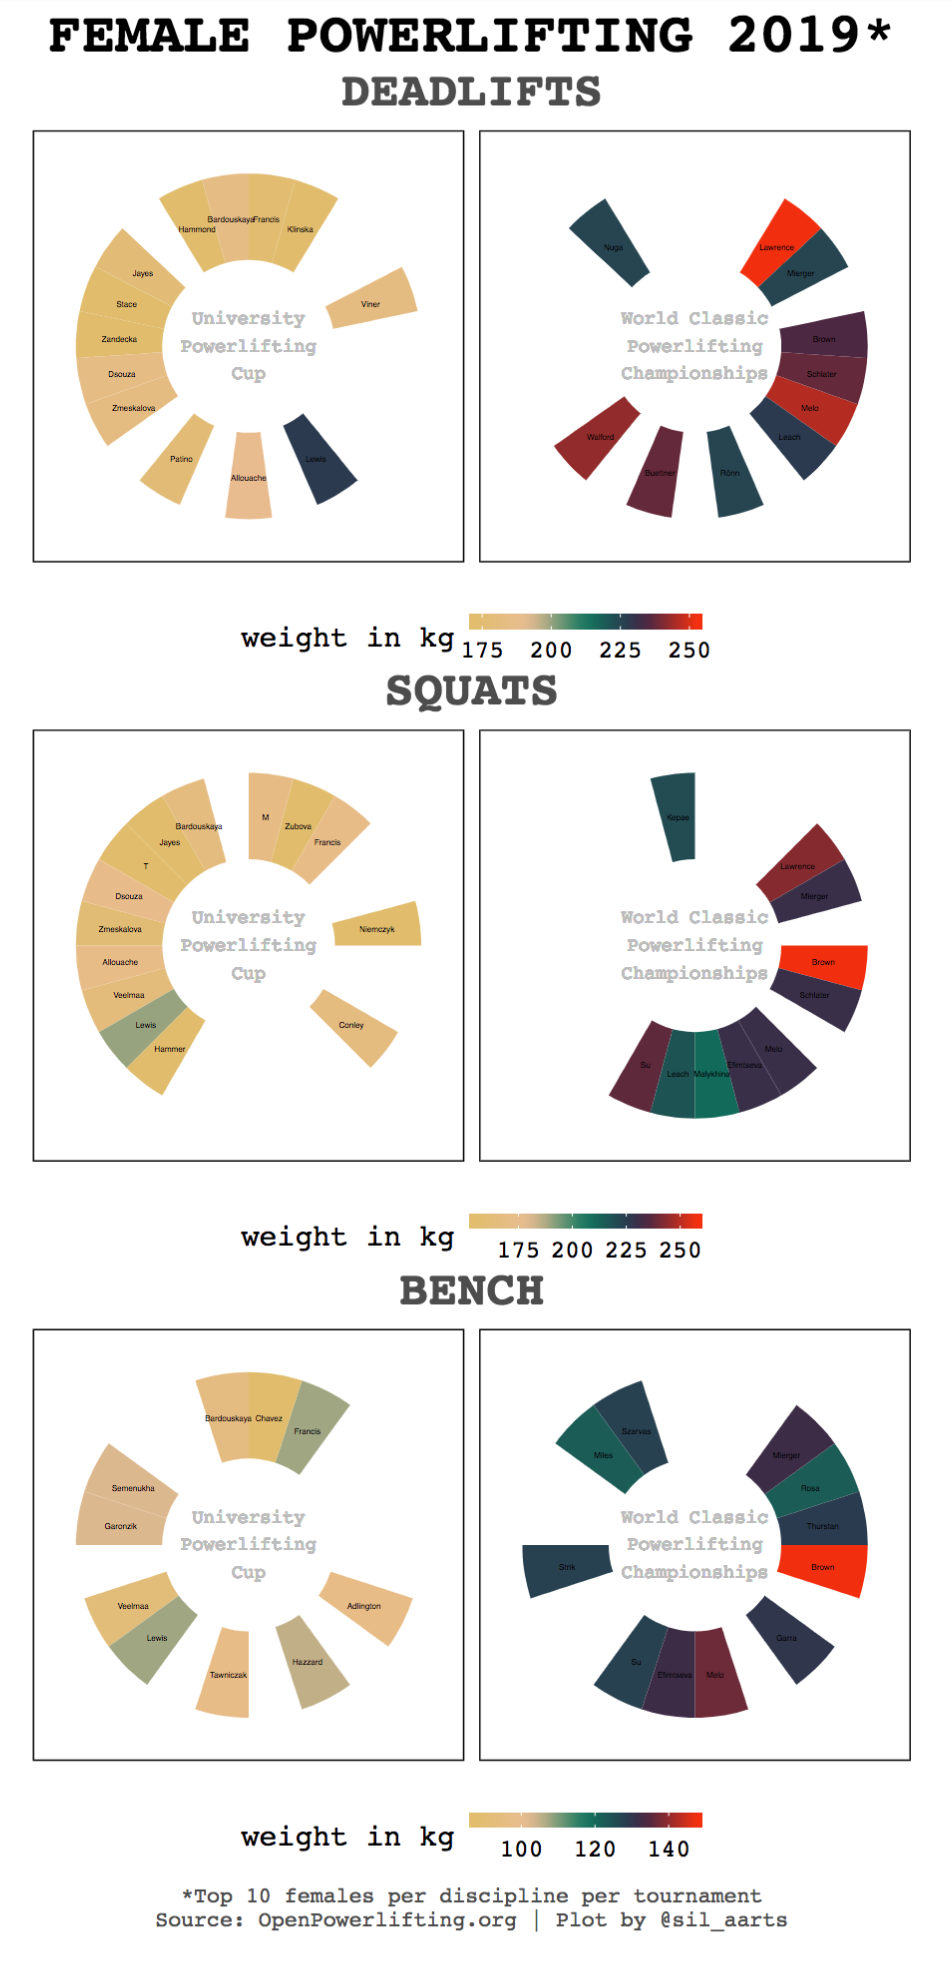 FEMALE POWERLIFTING 2019*
DEADLIFTS
Hammond
Bardouskaya
Francis
Klinska
Viner
Jayes
Stace
Zandecka
Dsouza
Zmeskalova
Patino
Allouache
Lewis
University
Powerlifting
Cup
Nuga
Lawrence
Mierger
Brown
Schlater
Melo
Leach
Rönn
Buettner
Walford
World Classic
Powerlifting
Championships
weight in kg
175 200 225 250
SQUATS
Bardouskaya
Jayes
T
Dsouza
Zmeskalova
Allouache
Veelmaa
Lewis
Hammer
M
Zubova
Francis
Niemczyk
Conley
University
Powerlifting
Cup
Kepae
Lawrence
Mierger
Brown
Schlater
Melo
Efimtseva
Malykhina
Leach
Su
World Classic
Powerlifting
Championships
weight in kg
175 200 225 250
BENCH
Bardouskaya
Chavez
Francis
Semenukha
Garonzik
Veelmaa
Lewis
Tawniczak
Hazzard
Adlington
University
Powerlifting
Cup
Szarvas
Miles
Strik
Su
Efimtseva
Melo
Garra
Brown
Thurstan
Rosa
Mierger
World Classic
Powerlifting
Championships
weight in kg
100 120 140
*Top 10 females per discipline per tournament
Source: OpenPowerlifting.org | Plot by @sil_aarts